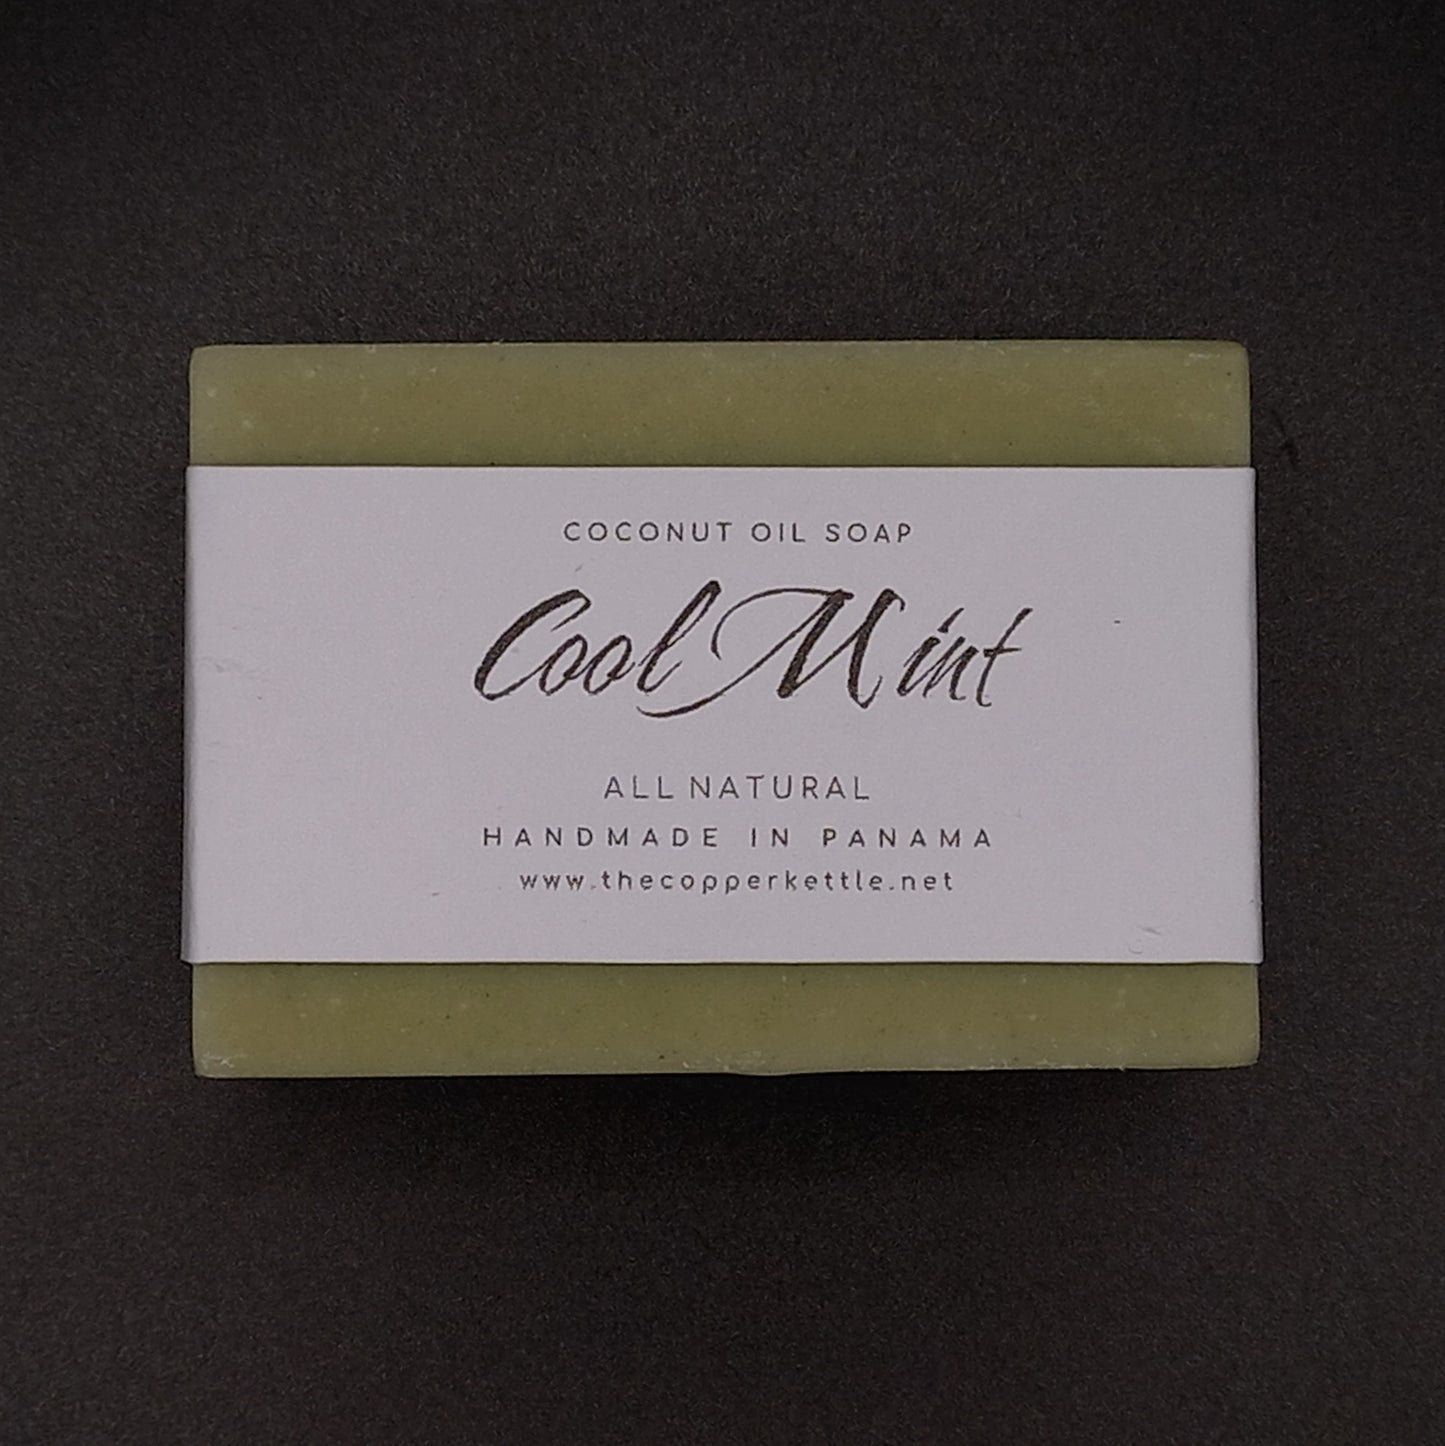 COCONUT OIL SOAP
Cool Mint
ALL NATURAL
HANDMADE IN PANAMA
www.thecopperkettle.net